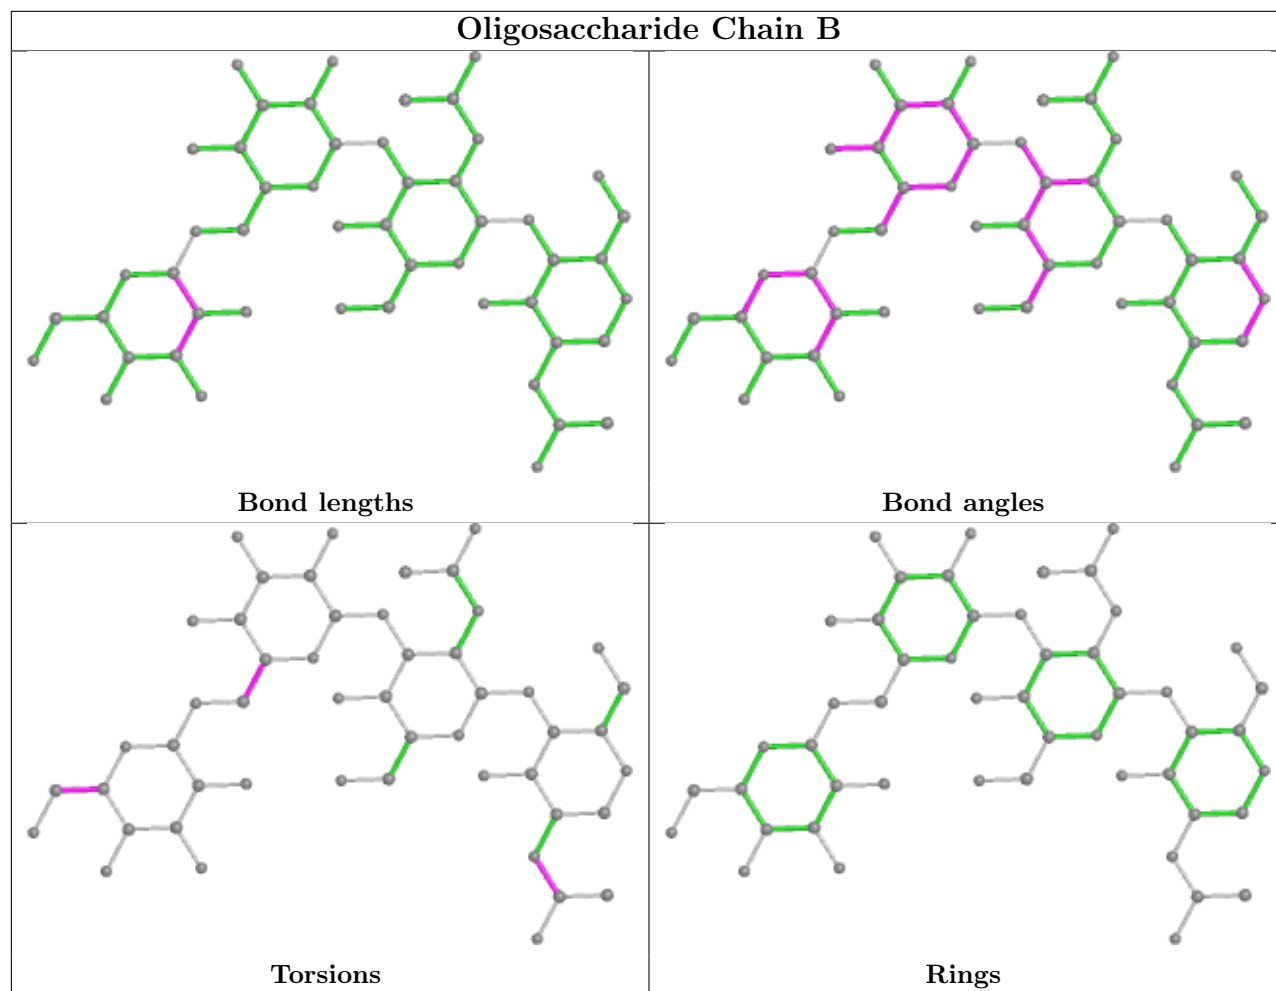 Oligosaccharide Chain B
Bond lengths
Bond angles
Torsions
Rings